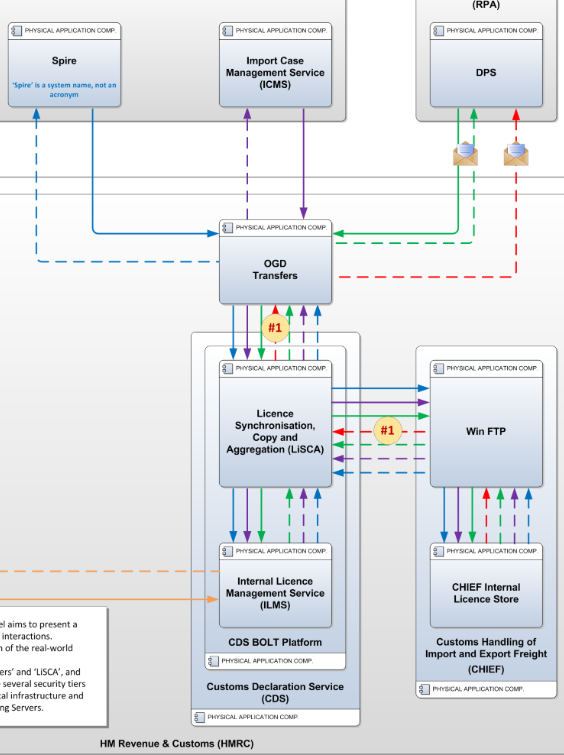 (RPA)
PHYSICAL APPLICATION COMP.
Spire
'Spire' is a system name, not an
acronym
PHYSICAL APPLICATION COMP.
Import Case
Management Service
(ICMS)
PHYSICAL APPLICATION COMP.
DPS
PHYSICAL APPLICATION COMP.
OGD
Transfers
#1
PHYSICAL APPLICATION COMP.
Licence
Synchronisation,
Copy and
Aggregation (LiSCA)
#1
PHYSICAL APPLICATION COMP.
Win FTP
PHYSICAL APPLICATION COMP.
Internal Licence
Management Service
(ILMS)
CDS BOLT Platform
PHYSICAL APPLICATION COMP.
Customs Declaration Service
(CDS)
PHYSICAL APPLICATION COMP.
PHYSICAL APPLICATION COMP.
CHIEF Internal
Licence Store
Customs Handling of
Import and Export Freight
(CHIEF)
PHYSICAL APPLICATION COMP.
el aims to present a
interactions.
n of the real-world
ers' and 'LiSCA', and
e several security tiers
cal infrastructure and
ng Servers.
HM Revenue & Customs (HMRC)